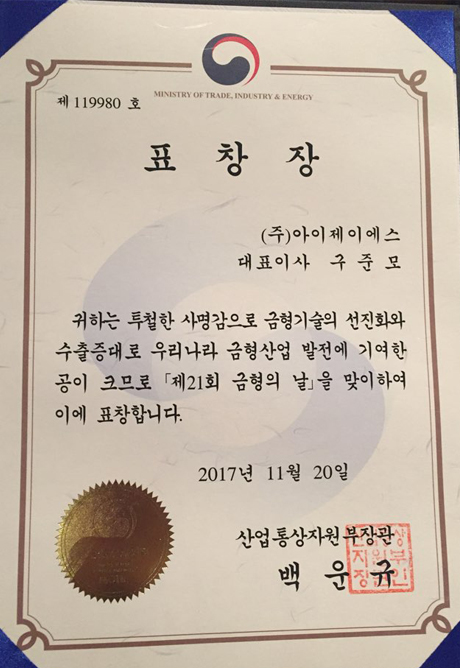 MINISTRY OF TRADE, INDUSTRY & ENERGY
제 119980 호
표 창 장
(주)아이제이에스
대표이사 구준모
귀하는 투철한 사명감으로 금형기술의 선진화와
수출증대로 우리나라 금형산업 발전에 기여한
공이 크므로 「제21회 금형의 날」을 맞이하여
이에 표창합니다.
2017년 11월 20일
산업통상자원부장관
백 운 규